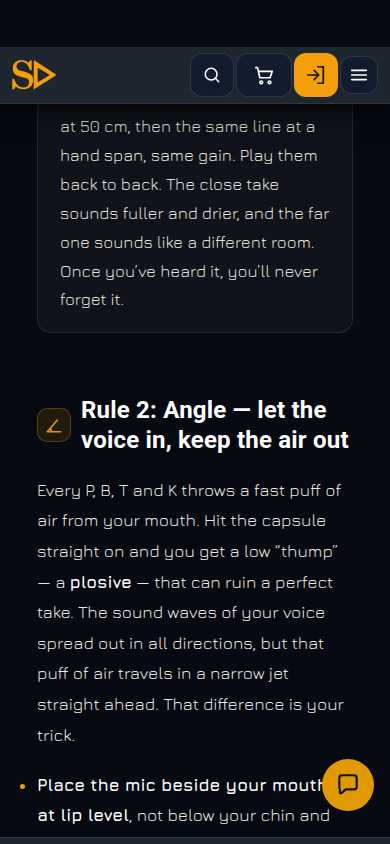 SD
at 50 cm, then the same line at a
hand span, same gain. Play them
back to back. The close take
sounds fuller and drier, and the far
one sounds like a different room.
Once you've heard it, you'll never
forget it.
Rule 2: Angle — let the
voice in, keep the air out
Every P, B, T and K throws a fast puff of
air from your mouth. Hit the capsule
straight on and you get a low “thump”
— a plosive — that can ruin a perfect
take. The sound waves of your voice
spread out in all directions, but that
puff of air travels in a narrow jet
straight ahead. That difference is your
trick.
• Place the mic beside your mouth
at lip level, not below your chin and